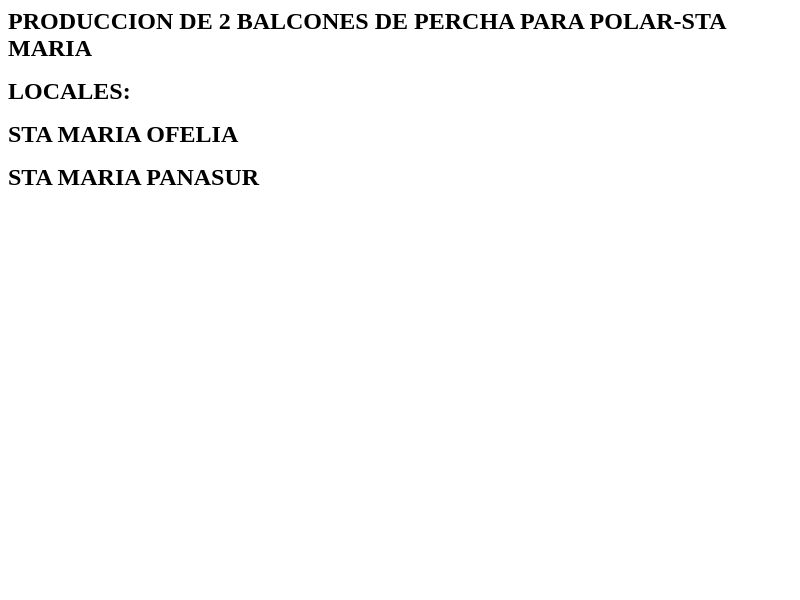 PRODUCCION DE 2 BALCONES DE PERCHA PARA POLAR-STA
MARIA
LOCALES:
STA MARIA OFELIA
STA MARIA PANASUR